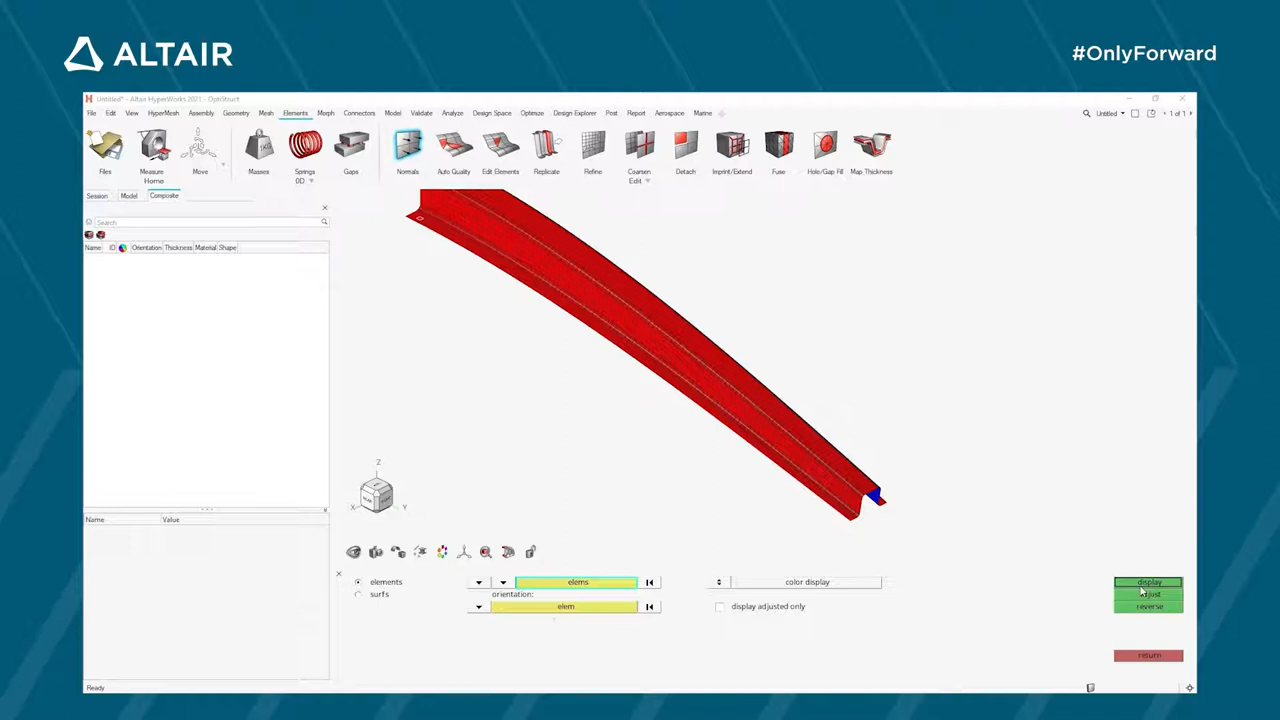 ALTAIR
#OnlyForward
Untitled* - Altair HyperWorks 2021 - OptiStruct
File Edit View HyperMesh Assembly Geometry Mesh Elements Morph Connectors Model Validate Analyze Design Space Optimize Design Explorer Post Report Aerospace Marine
Untitled
1 of 1
Files Measure Move Masses Springs Gaps Normals Auto Quality Edit Elements Replicate Refine Coarsen Detach Imprint/Extend Fuse Hole/Gap Fill Map Thickness
Home 0D Edit
1KG
Session Model Composite
Search
Name ID Orientation Thickness Material Shape
Z
X
Y
Name Value
elements
elems
color display
display
surfs
orientation:
adjust
elem
display adjusted only
reverse
return
Ready